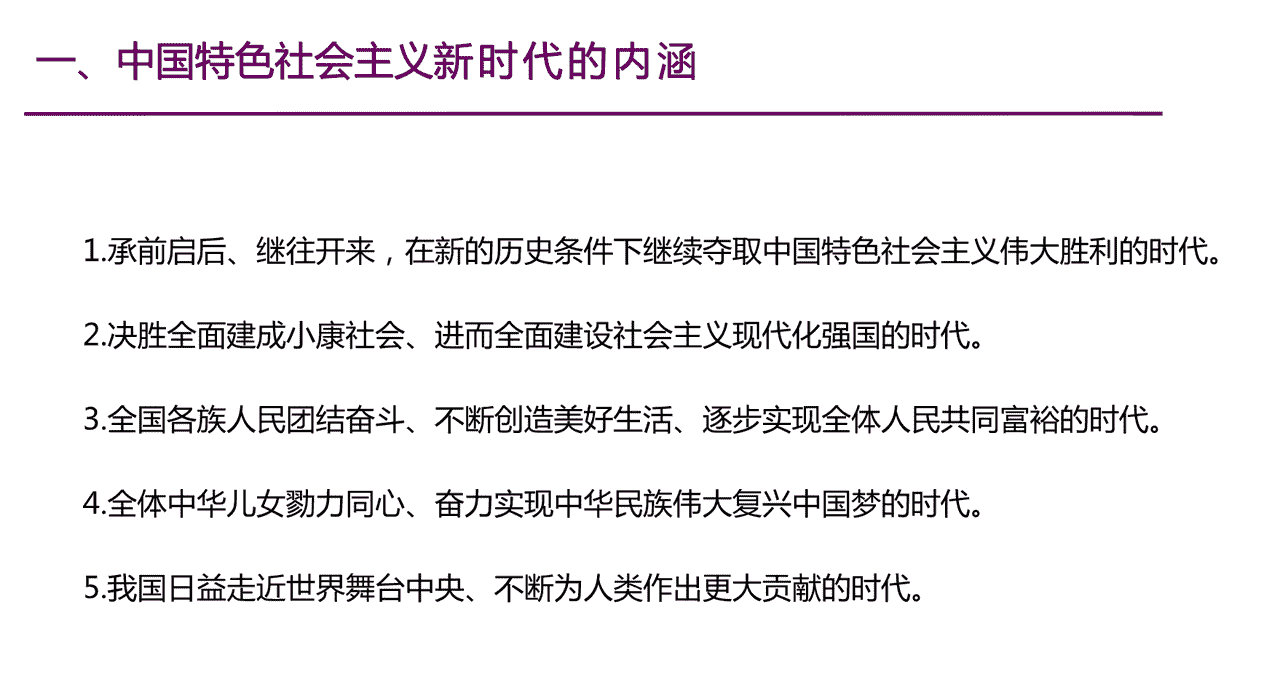 一、中国特色社会主义新时代的内涵
1.承前启后、继往开来，在新的历史条件下继续夺取中国特色社会主义伟大胜利的时代。
2.决胜全面建成小康社会、进而全面建设社会主义现代化强国的时代。
3.全国各族人民团结奋斗、不断创造美好生活、逐步实现全体人民共同富裕的时代。
4.全体中华儿女勠力同心、奋力实现中华民族伟大复兴中国梦的时代。
5.我国日益走近世界舞台中央、不断为人类作出更大贡献的时代。